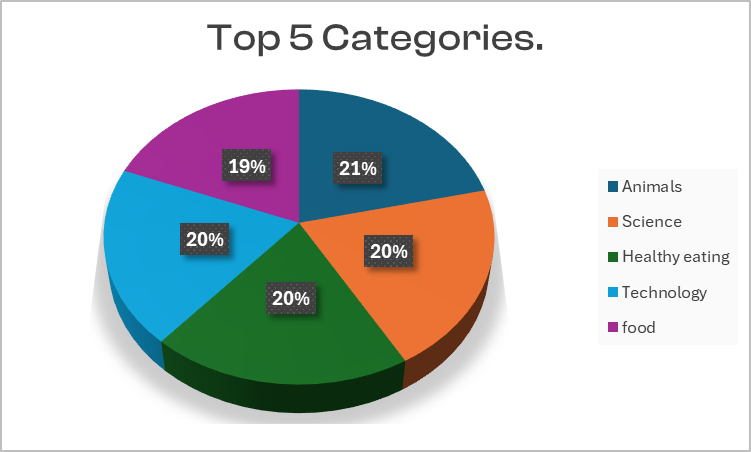 Top 5 Categories.
19%
21%
20%
20%
20%
Animals
Science
Healthy eating
Technology
food